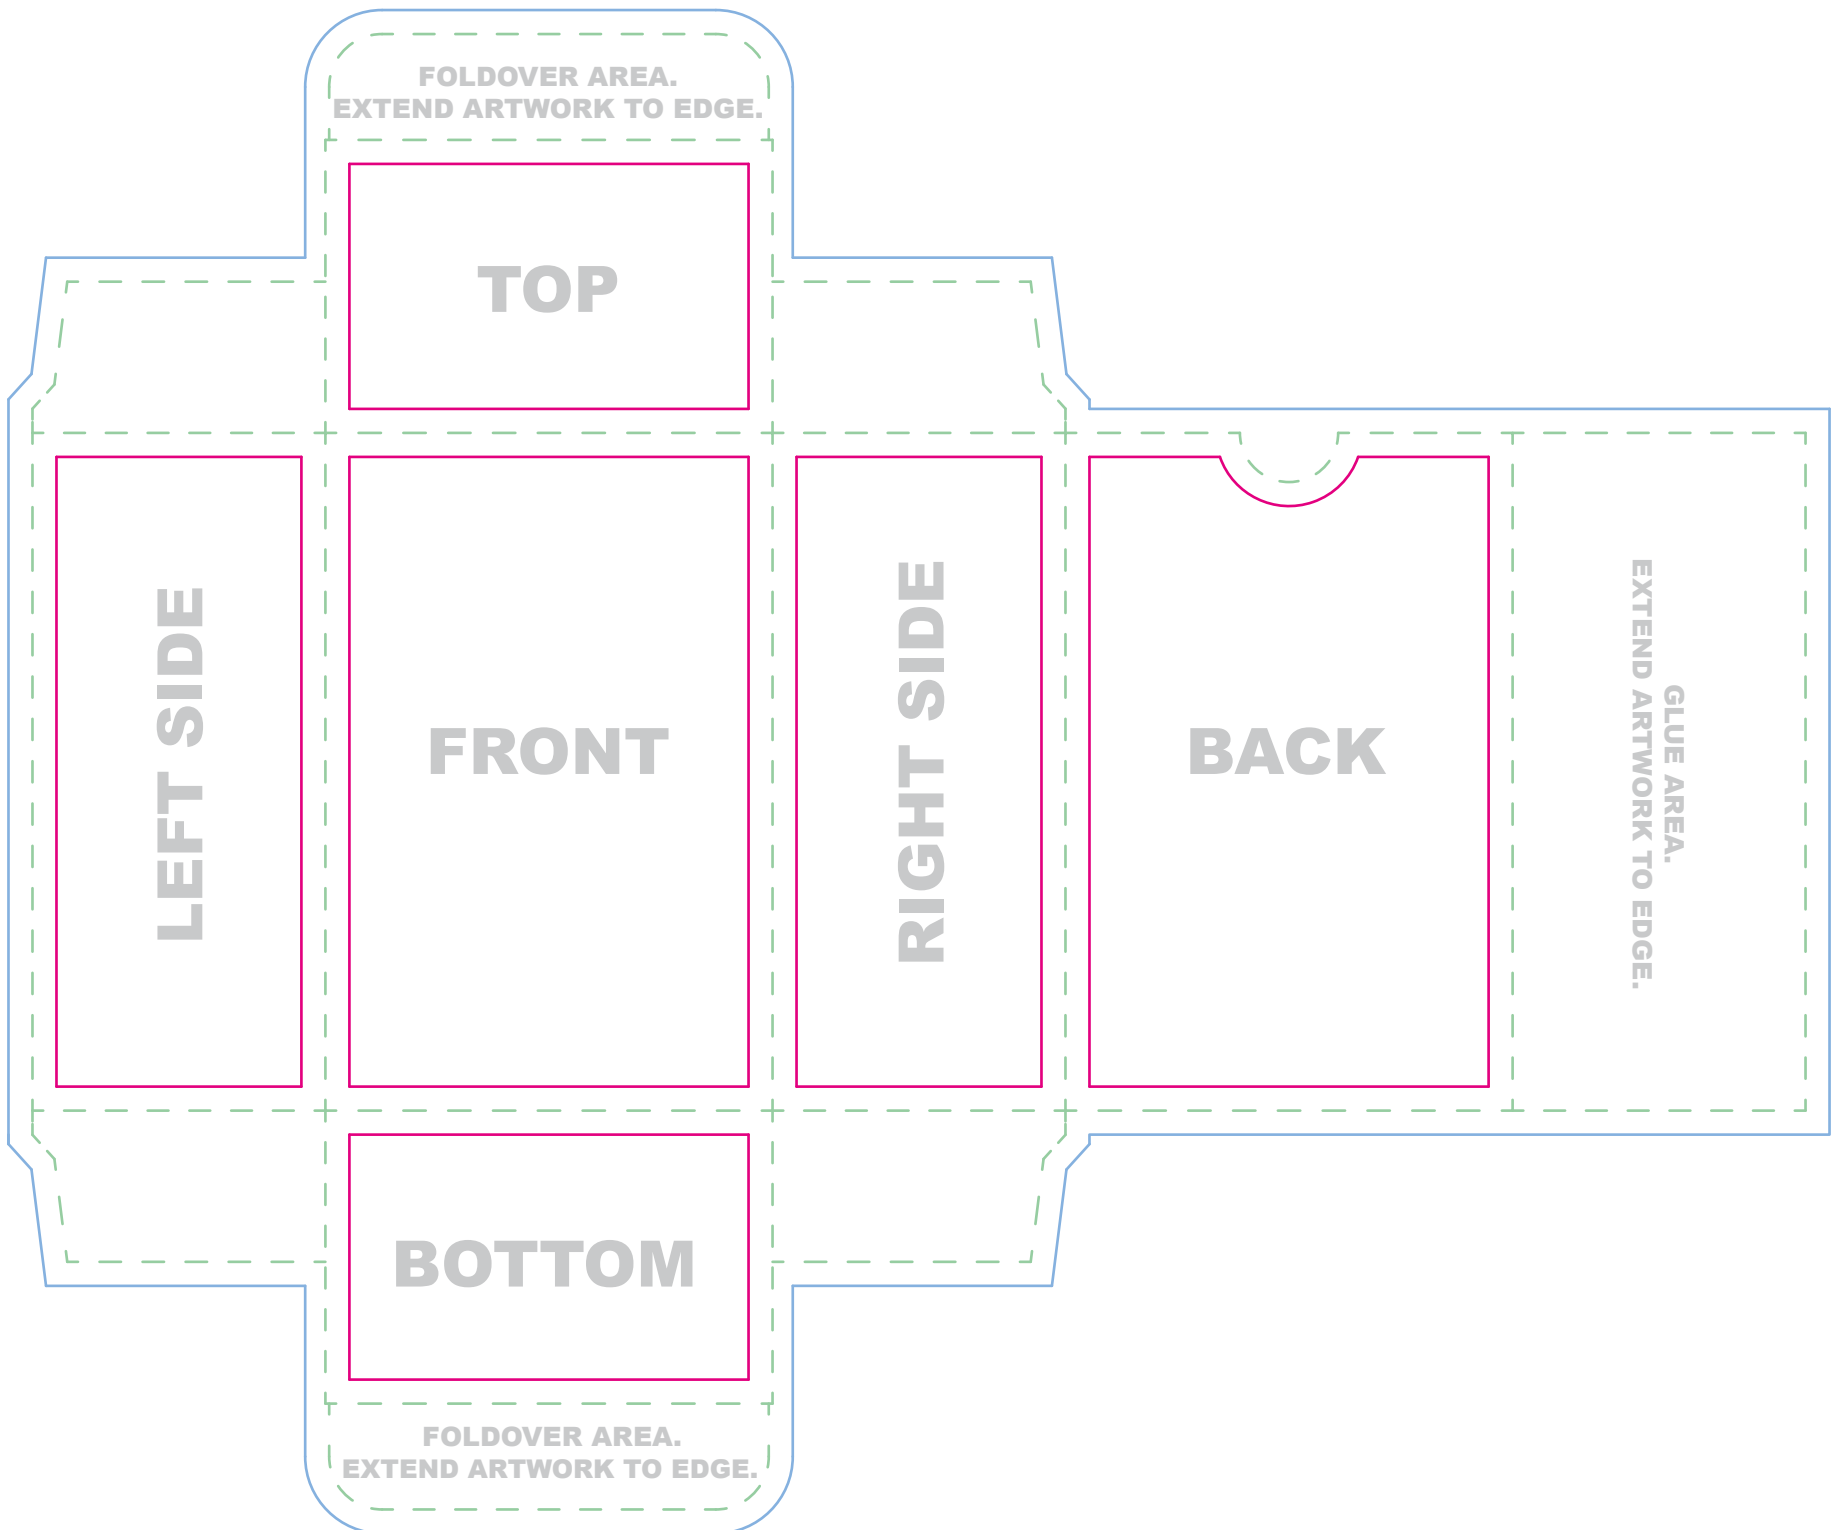 FOLDOVER AREA.
EXTEND ARTWORK TO EDGE.
TOP
LEFT SIDE
FRONT
RIGHT SIDE
BACK
GLUE AREA.
EXTEND ARTWORK TO EDGE.
BOTTOM
FOLDOVER AREA.
EXTEND ARTWORK TO EDGE.